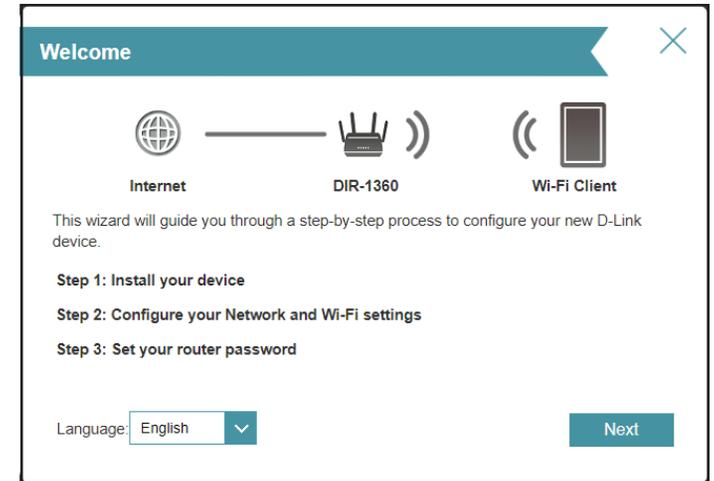 Welcome
Internet
DIR-1360
Wi-Fi Client
This wizard will guide you through a step-by-step process to configure your new D-Link
device.
Step 1: Install your device
Step 2: Configure your Network and Wi-Fi settings
Step 3: Set your router password
Language: English
Next